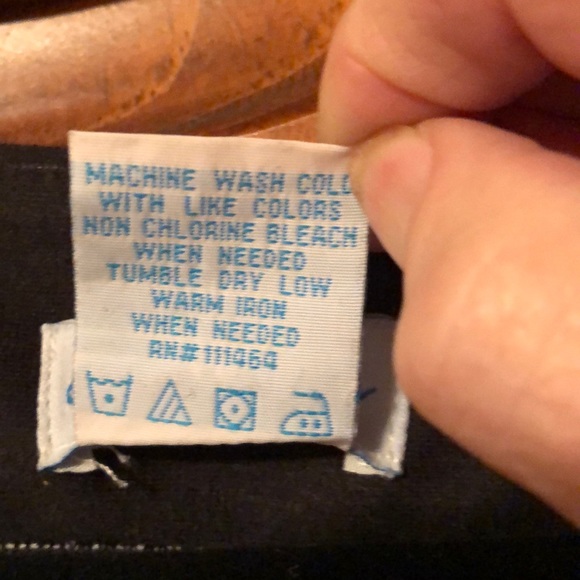 MACHINE WASH COLD
WITH LIKE COLORS
NON CHLORINE BLEACH
WHEN NEEDED
TUMBLE DRY LOW
WARM IRON
WHEN NEEDED
RN#111464